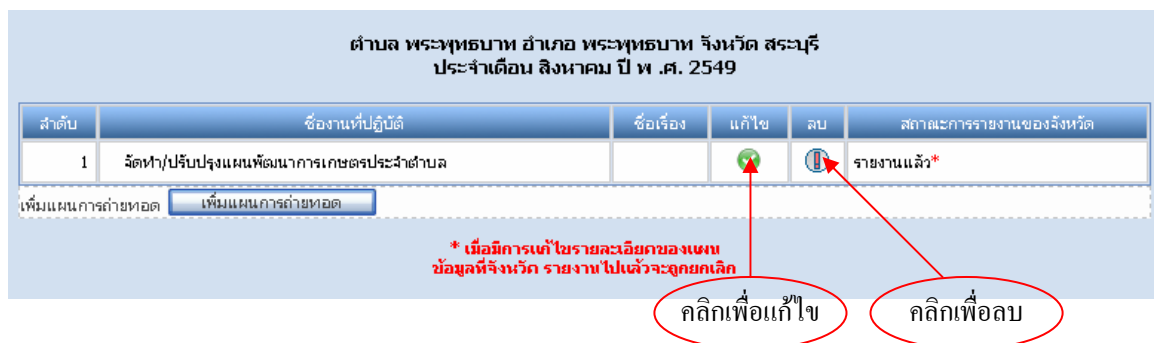 ตำบล พระพุทธบาท อำเภอ พระพุทธบาท จังหวัด สระบุรี
ประจำเดือน สิงหาคม ปี พ .ศ. 2549
ลำดับ ชื่องานที่ปฏิบัติ ชื่อเรื่อง แก้ไข ลบ สถานะการรายงานของจังหวัด
1 จัดทำ/ปรับปรุงแผนพัฒนาการเกษตรประจำตำบล รายงานแล้ว*
เพิ่มแผนการถ่ายทอด เพิ่มแผนการถ่ายทอด
* เมื่อมีการแก้ไขรายละเอียดของแผน
ข้อมูลที่จังหวัด รายงานไปแล้วจะถูกยกเลิก
คลิกเพื่อแก้ไข คลิกเพื่อลบ